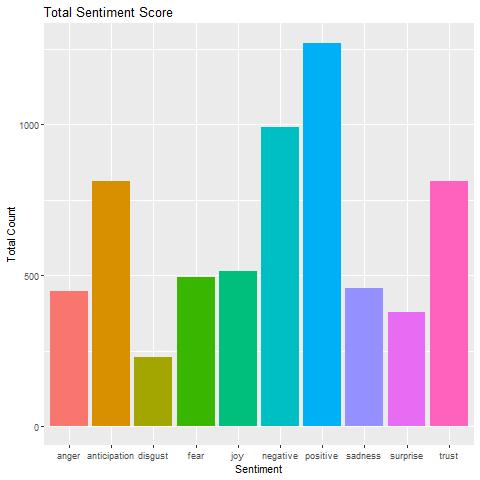 Total Sentiment Score
Total Count
1000
500
0
anger anticipation disgust fear joy negative positive sadness surprise trust
Sentiment